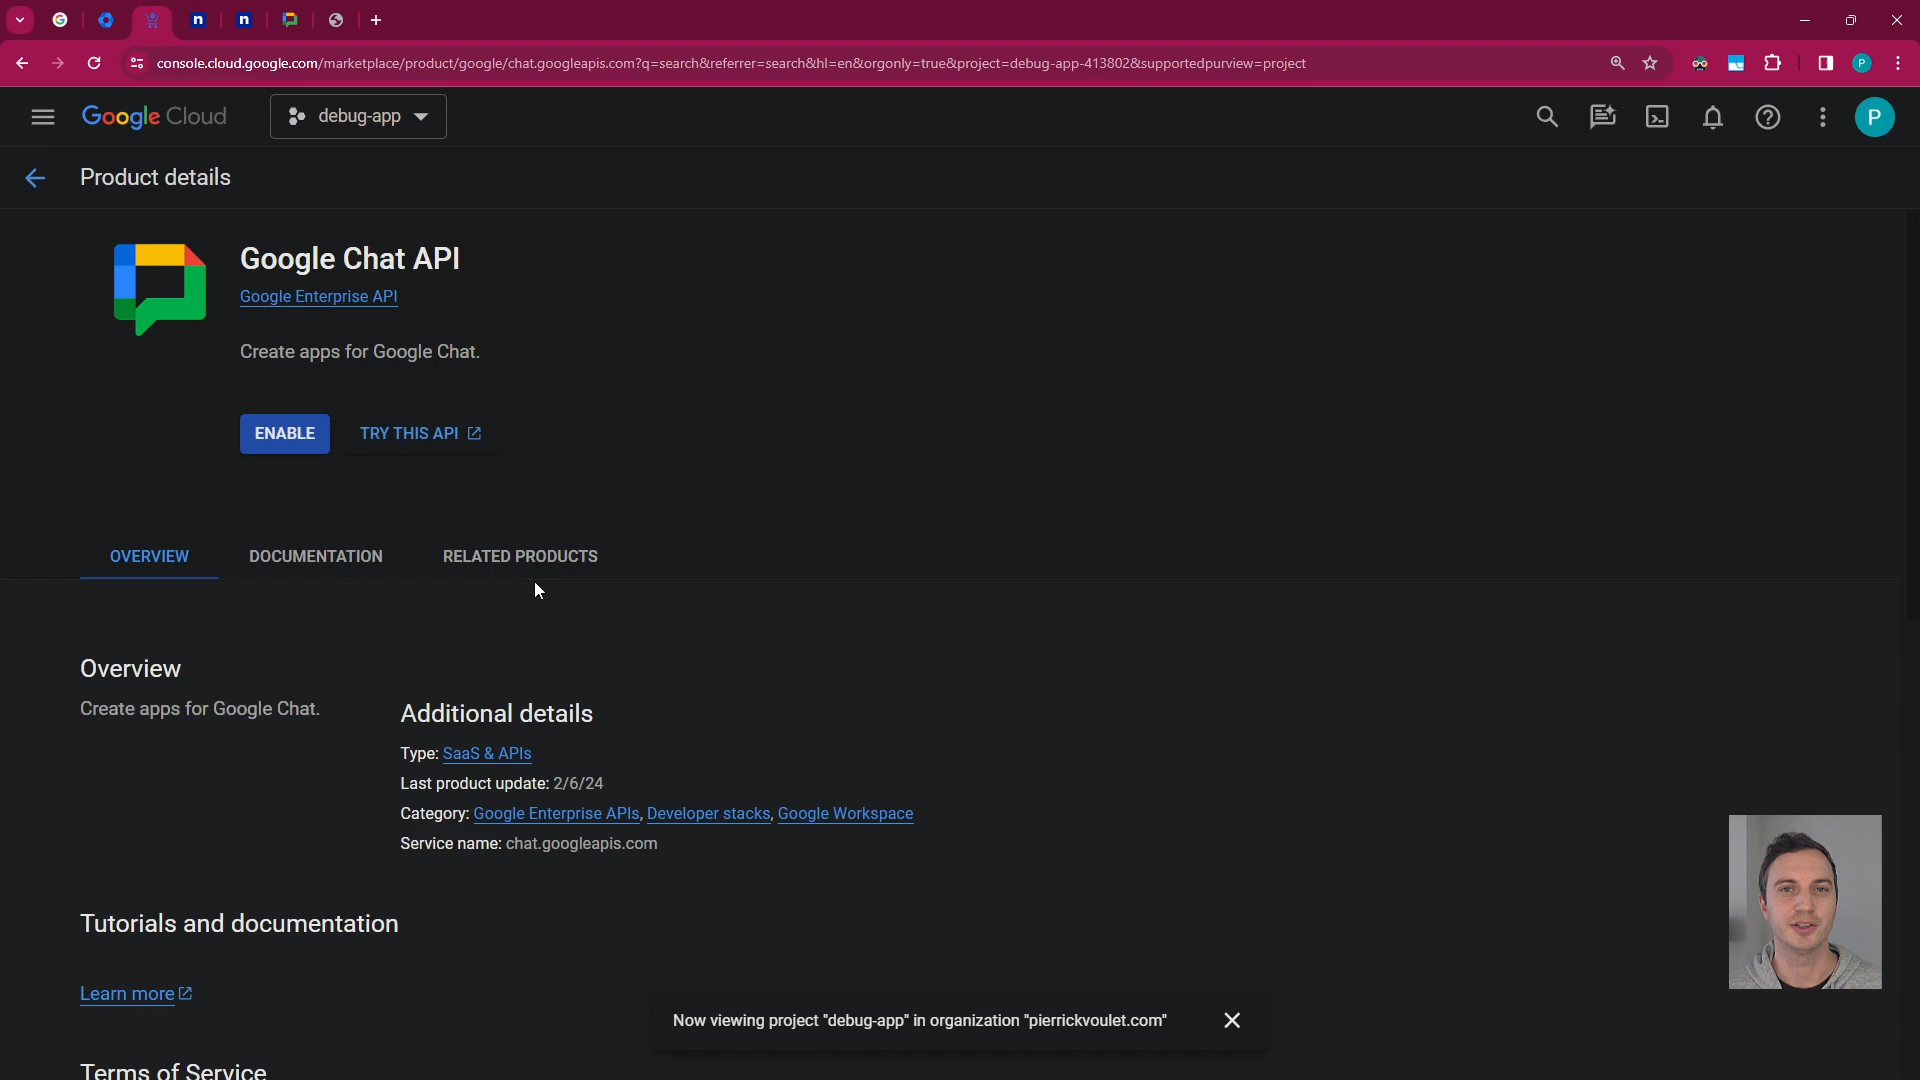 console.cloud.google.com/marketplace/product/google/chat.googleapis.com?q=search&referrer=search&hl=en&orgonly=true&project=debug-app-413802&supportedpurview=project
P
Google Cloud
debug-app
P
Product details
Google Chat API
Google Enterprise API
Create apps for Google Chat.
ENABLE
TRY THIS API
OVERVIEW
DOCUMENTATION
RELATED PRODUCTS
Overview
Create apps for Google Chat.
Additional details
Type: SaaS & APIs
Last product update: 2/6/24
Category: Google Enterprise APIs, Developer stacks, Google Workspace
Service name: chat.googleapis.com
Tutorials and documentation
Learn more
Now viewing project "debug-app" in organization "pierrickvoulet.com"
Terms of Service